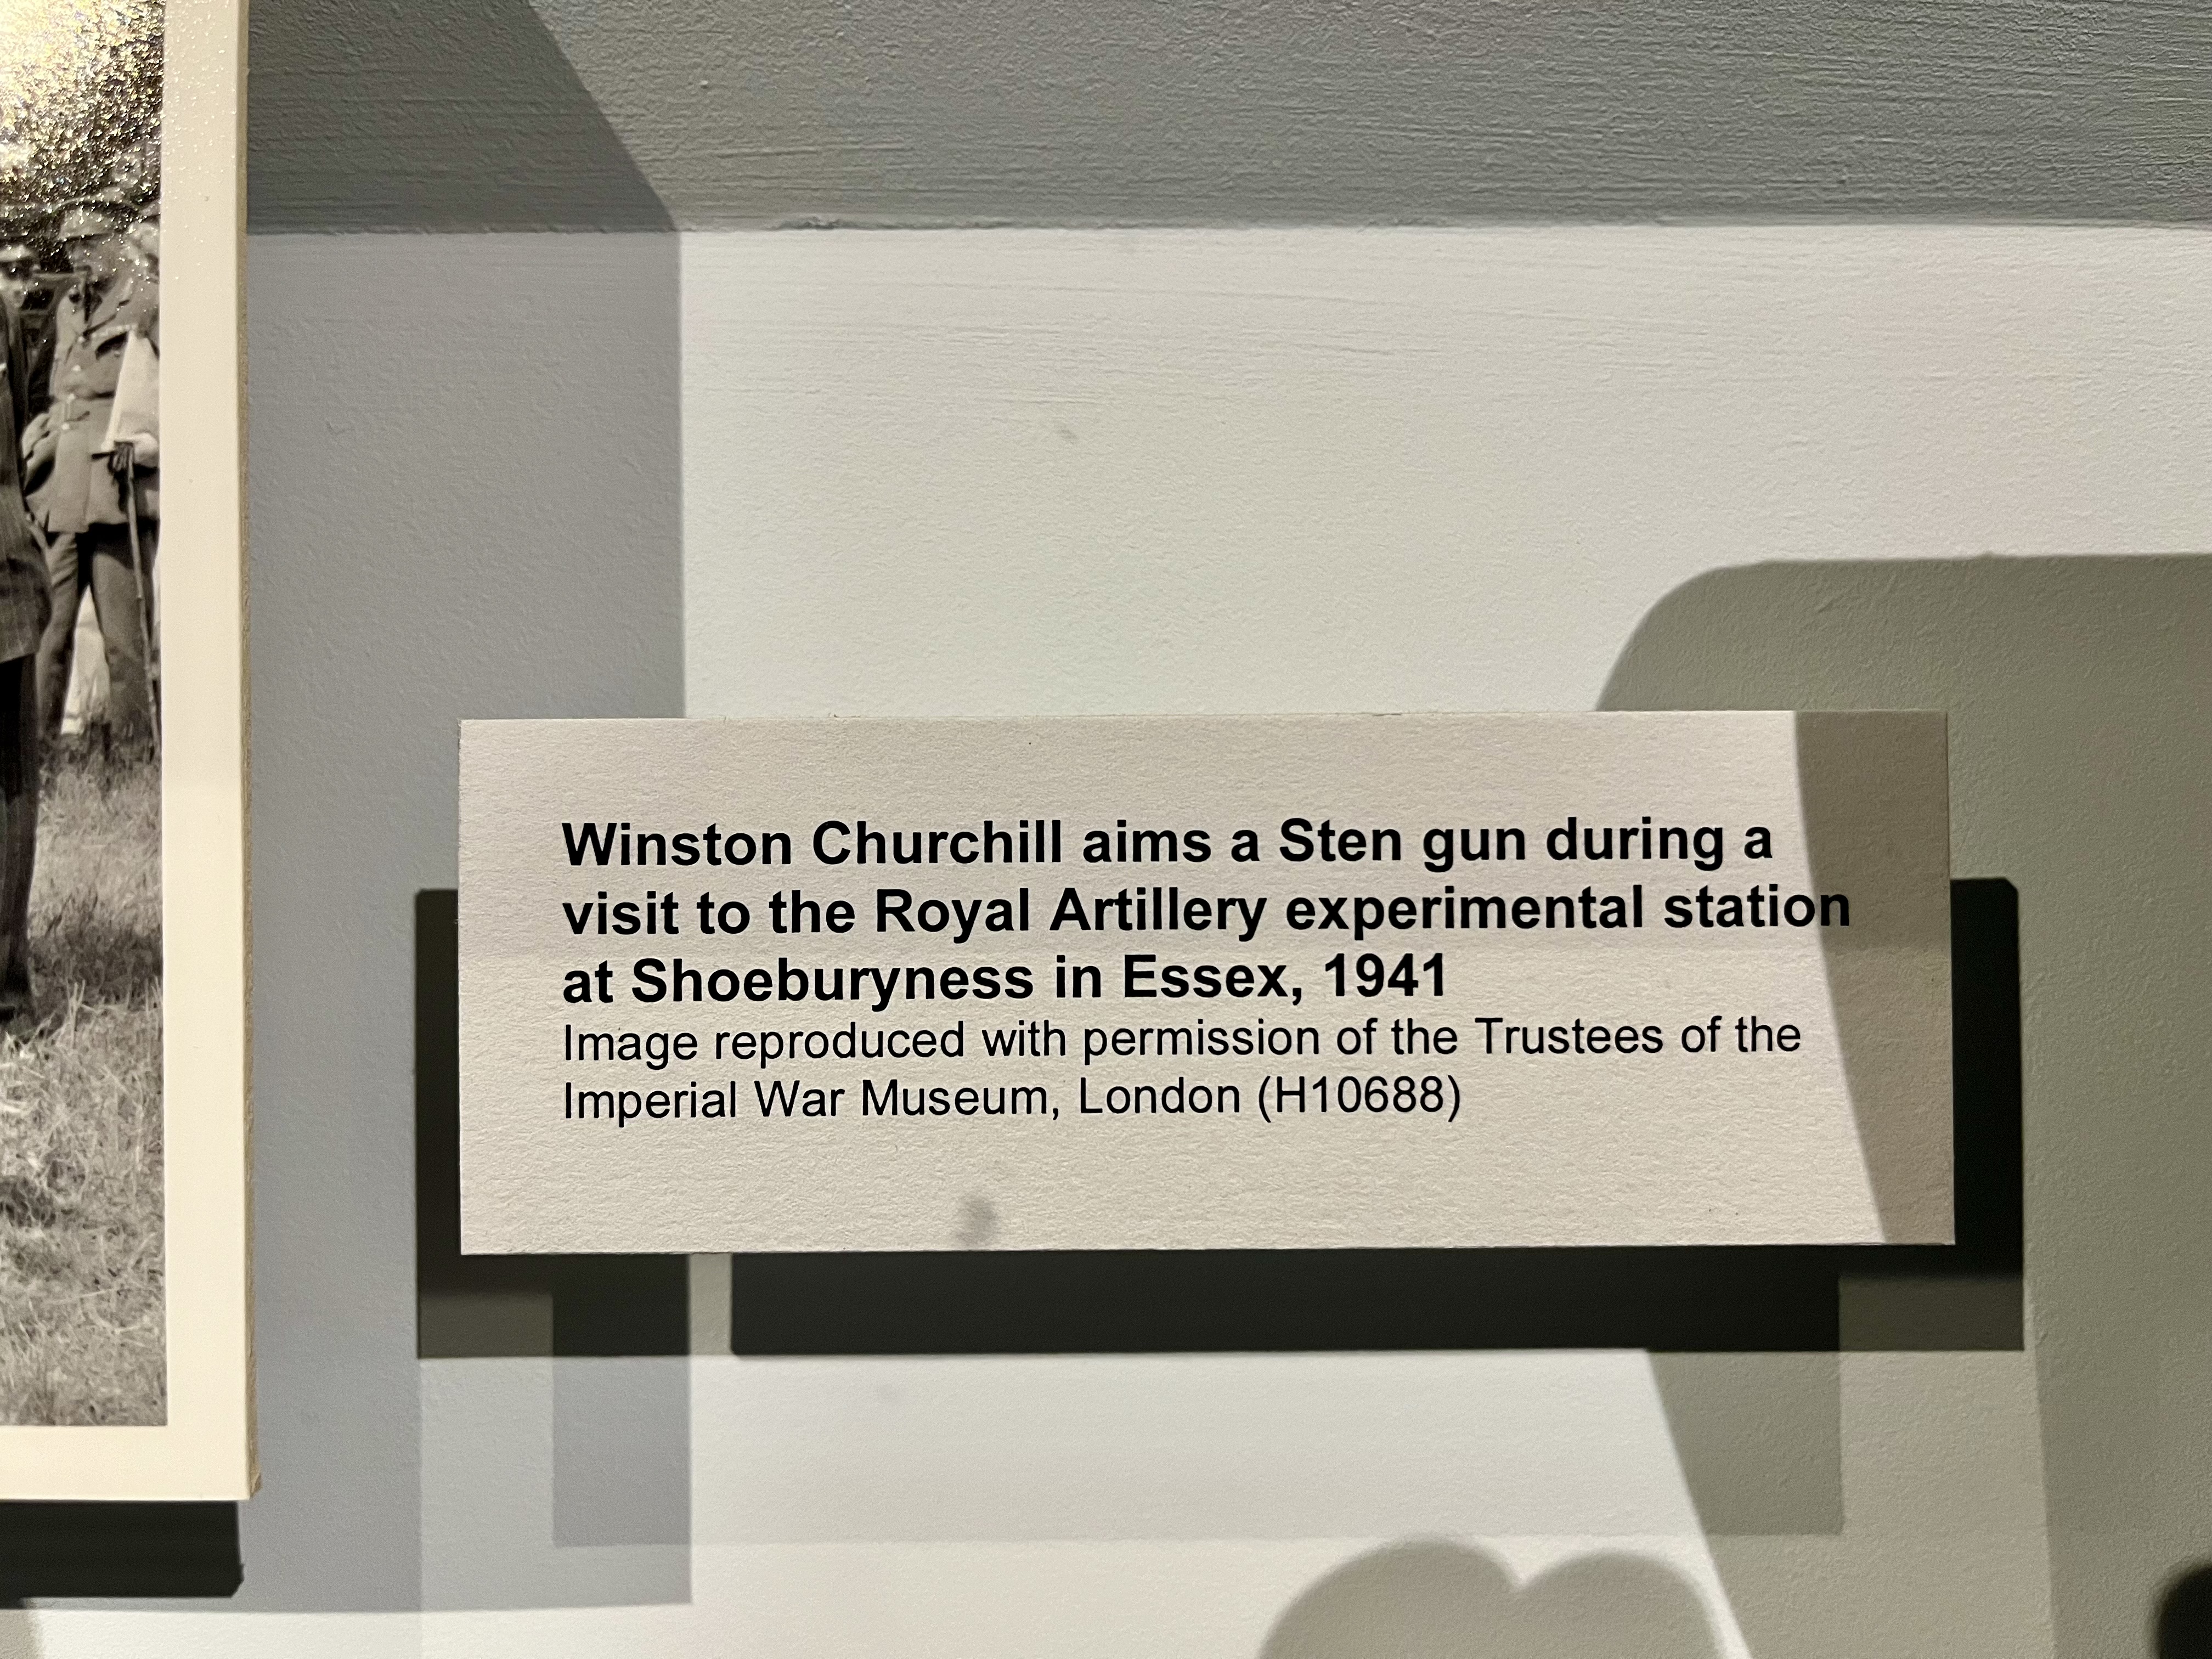 Winston Churchill aims a Sten gun during a
visit to the Royal Artillery experimental station
at Shoeburyness in Essex, 1941
Image reproduced with permission of the Trustees of the
Imperial War Museum, London (H10688)